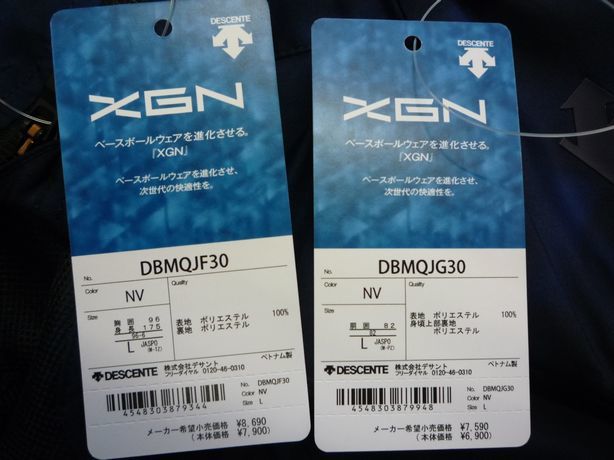 DESCENTE
XGN
ベースボールウェアを進化させる。
『XGN』
ベースボールウェアを進化させ、
次世代の快適性を。
No. DBMQJF30
Color NV
Quality
Size
胸囲 96
身長 175
96-6
L JASPO
(M-TZ)
表地 ポリエステル 100%
裏地 ポリエステル
ベトナム製
DESCENTE 株式会社デサント
フリーダイヤル 0120-46-0310
4548303879344
No. DBMQJF30
Color NV
Size L
メーカー希望小売価格 ¥8,690
(本体価格 ¥7,900)
DESCENTE
XGN
ベースボールウェアを進化させる。
『XGN』
ベースボールウェアを進化させ、
次世代の快適性を。
No. DBMQJG30
Color NV
Quality
Size
胴囲 82
82
L JASPO
(M-PZ)
表地 ポリエステル 100%
身頃上部裏地
ポリエステル
ベトナム製
DESCENTE 株式会社デサント
フリーダイヤル 0120-46-0310
4548303879948
No. DBMQJG30
Color NV
Size L
メーカー希望小売価格 ¥7,590
(本体価格 ¥6,900)